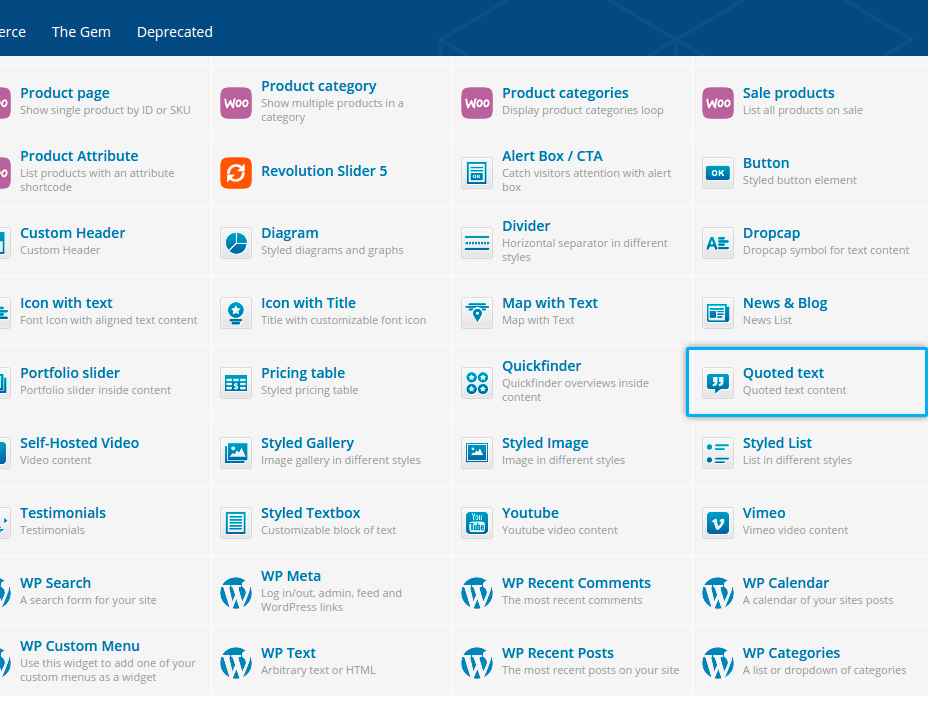 erce The Gem Deprecated
Product page
Show single product by ID or SKU
Woo
Product category
Show multiple products in a
category
Woo
Product categories
Display product categories loop
Woo
Sale products
List all products on sale
Product Attribute
List products with an attribute
shortcode
Revolution Slider 5
OK
Alert Box / CTA
Catch visitors attention with alert
box
OK
Button
Styled button element
Custom Header
Custom Header
Diagram
Styled diagrams and graphs
Divider
Horizontal separator in different
styles
A
Dropcap
Dropcap symbol for text content
Icon with text
Font Icon with aligned text content
Icon with Title
Title with customizable font icon
Map with Text
Map with Text
News & Blog
News List
Portfolio slider
Portfolio slider inside content
$
Pricing table
Styled pricing table
Quickfinder
Quickfinder overviews inside
content
Quoted text
Quoted text content
Self-Hosted Video
Video content
Styled Gallery
Image gallery in different styles
Styled Image
Image in different styles
Styled List
List in different styles
Testimonials
Testimonials
Styled Textbox
Customizable block of text
You
Tube
Youtube
Youtube video content
V
Vimeo
Vimeo video content
WP Search
A search form for your site
W
WP Meta
Log in/out, admin, feed and
WordPress links
W
WP Recent Comments
The most recent comments
W
WP Calendar
A calendar of your sites posts
WP Custom Menu
Use this widget to add one of your
custom menus as a widget
W
WP Text
Arbitrary text or HTML
W
WP Recent Posts
The most recent posts on your site
W
WP Categories
A list or dropdown of categories